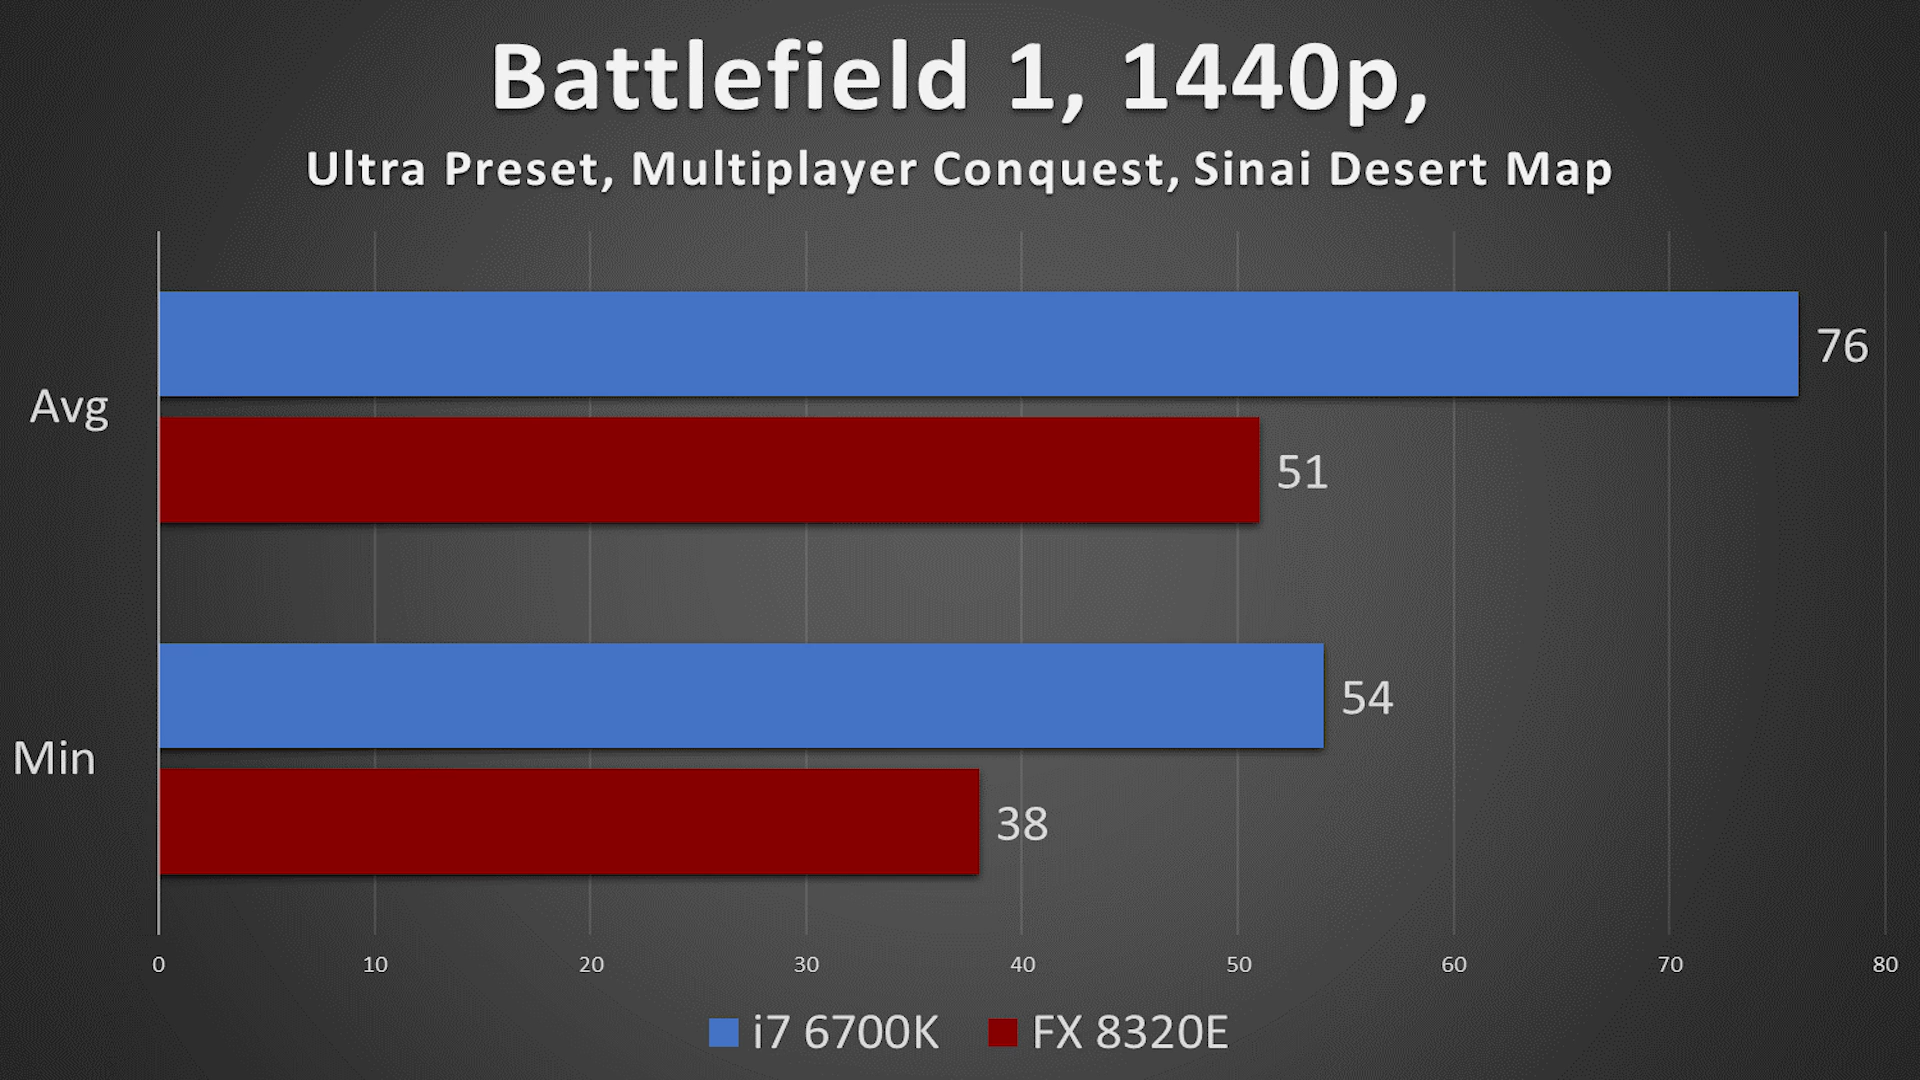 Battlefield 1, 1440p,
Ultra Preset, Multiplayer Conquest, Sinai Desert Map
76
Avg
51
54
Min
38
0 10 20 30 40 50 60 70 80
i7 6700K FX 8320E